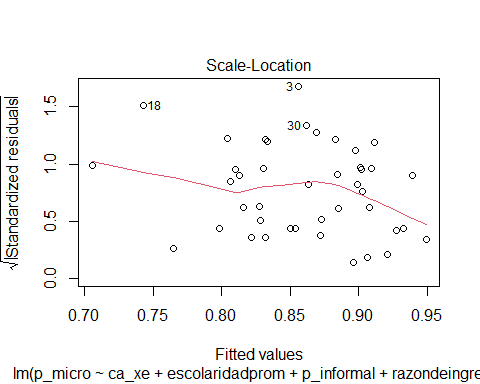 Scale-Location
√|Standardized residuals|
1.5
1.0
0.5
0.0
3
18
30
0.70 0.75 0.80 0.85 0.90 0.95
Fitted values
lm(p_micro ~ ca_xe + escolaridadprom + p_informal + razondeingre